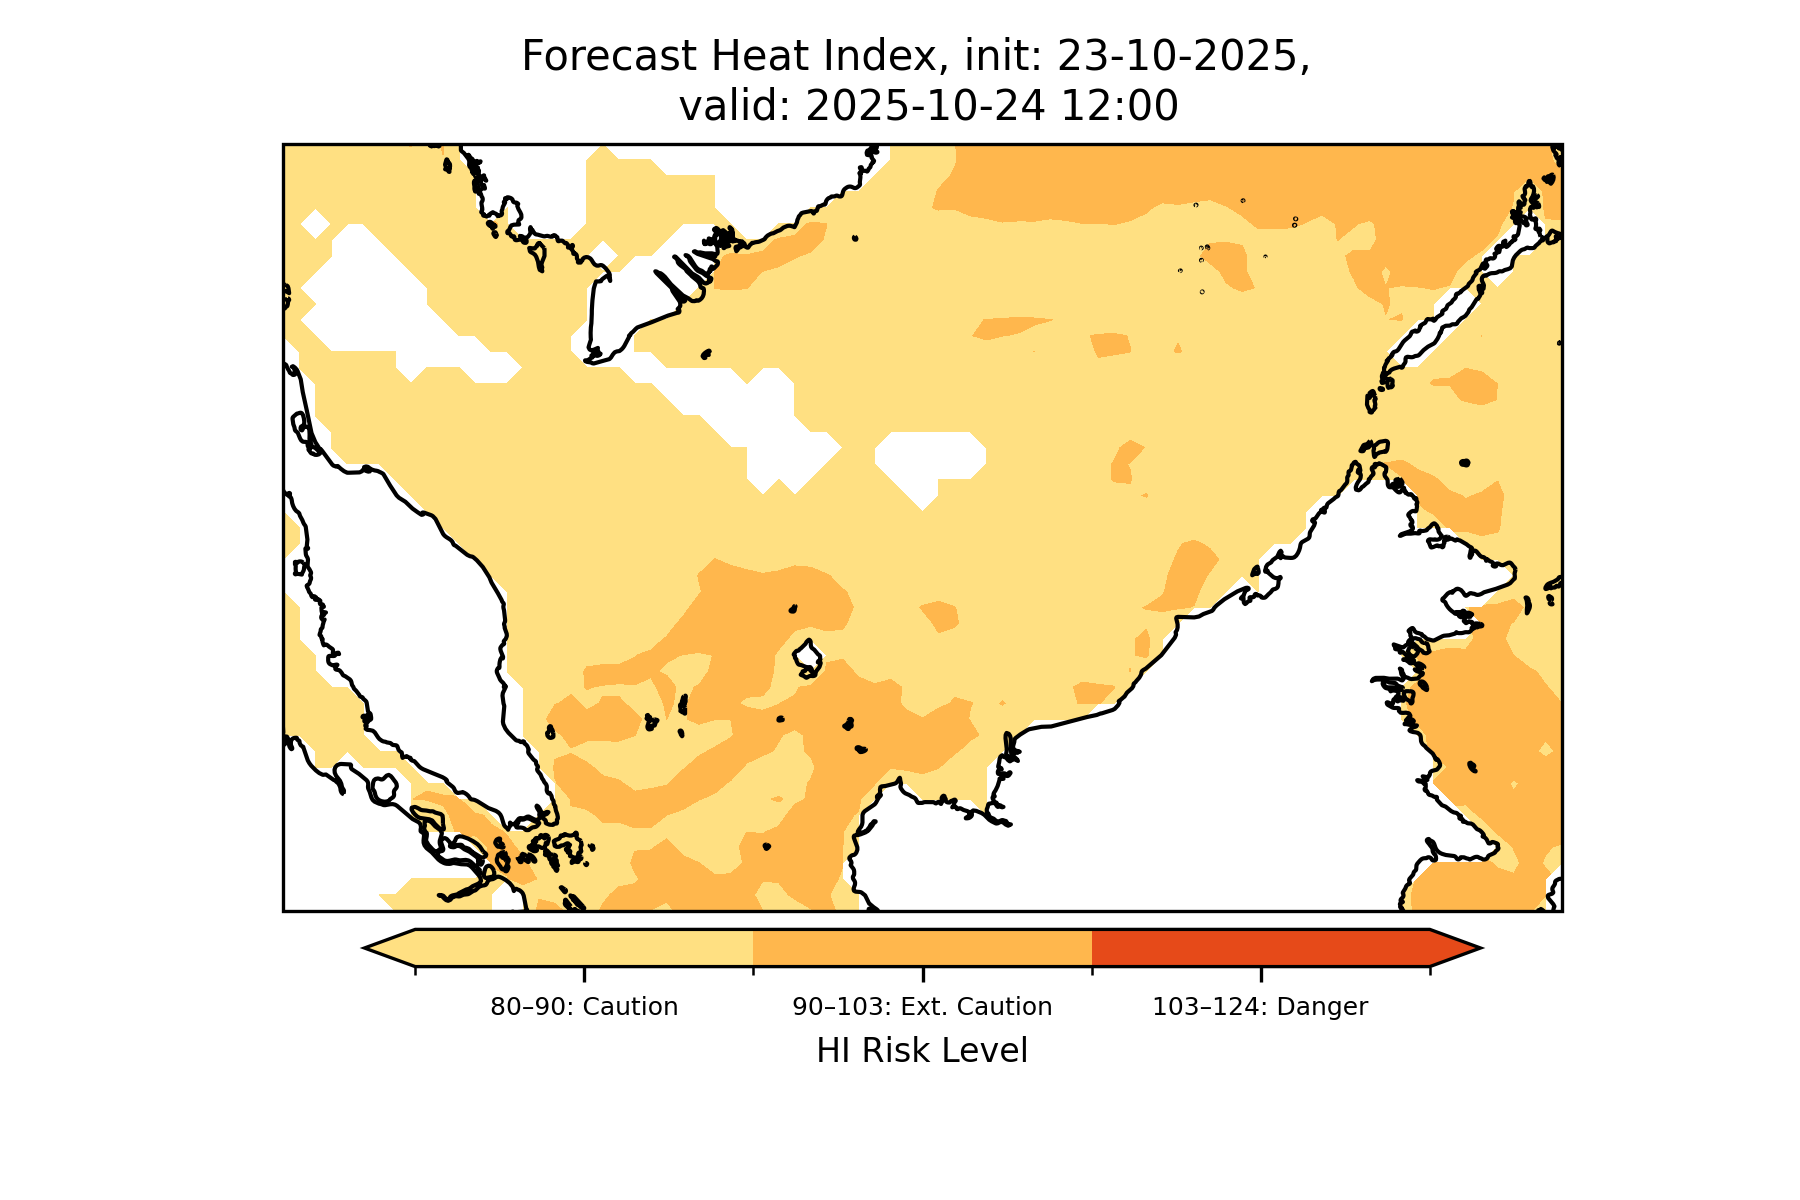 Forecast Heat Index, init: 23-10-2025,
valid: 2025-10-24 12:00
80–90: Caution
90–103: Ext. Caution
103–124: Danger
HI Risk Level